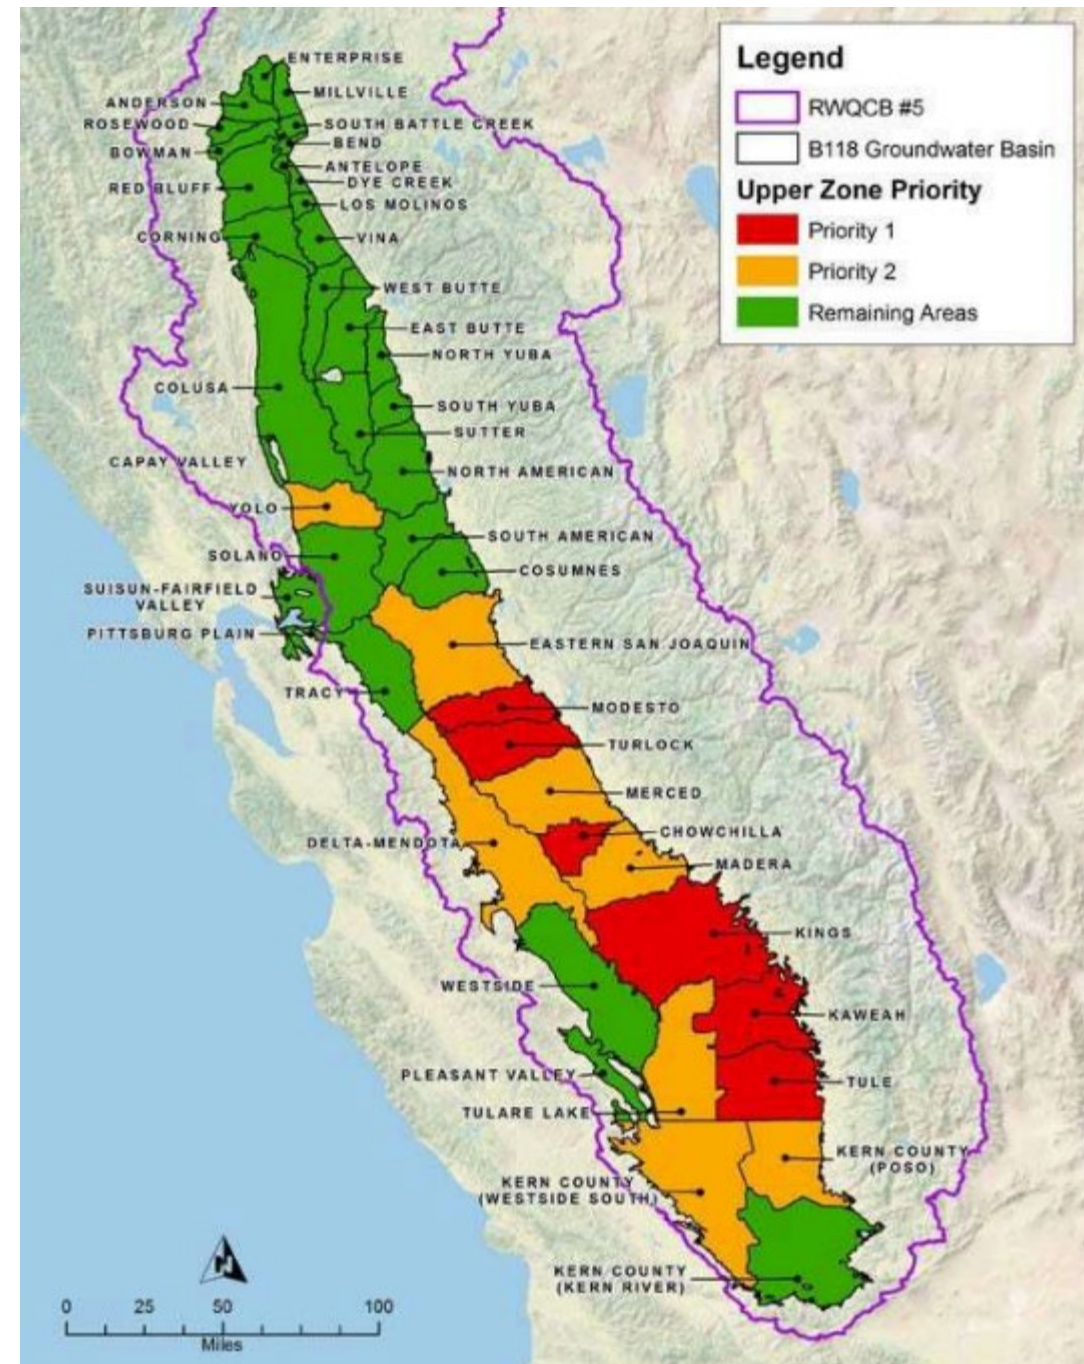 Legend
RWQCB #5
B118 Groundwater Basin
Upper Zone Priority
Priority 1
Priority 2
Remaining Areas
ENTERPRISE
MILLVILLE
ANDERSON
ROSEWOOD
SOUTH BATTLE CREEK
BEND
BOWMAN
ANTELOPE
DYE CREEK
RED BLUFF
LOS MOLINOS
CORNING
VINA
WEST BUTTE
EAST BUTTE
NORTH YUBA
COLUSA
SOUTH YUBA
SUTTER
CAPAY VALLEY
NORTH AMERICAN
YOLO
SOUTH AMERICAN
SOLANO
COSUMNES
SUISUN-FAIRFIELD
VALLEY
PITTSBURG PLAIN
EASTERN SAN JOAQUIN
TRACY
MODESTO
TURLOCK
MERCED
CHOWCHILLA
DELTA-MENDOTA
MADERA
KINGS
WESTSIDE
KAWEAH
PLEASANT VALLEY
TULE
TULARE LAKE
KERN COUNTY
(POSO)
KERN COUNTY
(WESTSIDE SOUTH)
KERN COUNTY
(KERN RIVER)
N
0 25 50 100
Miles